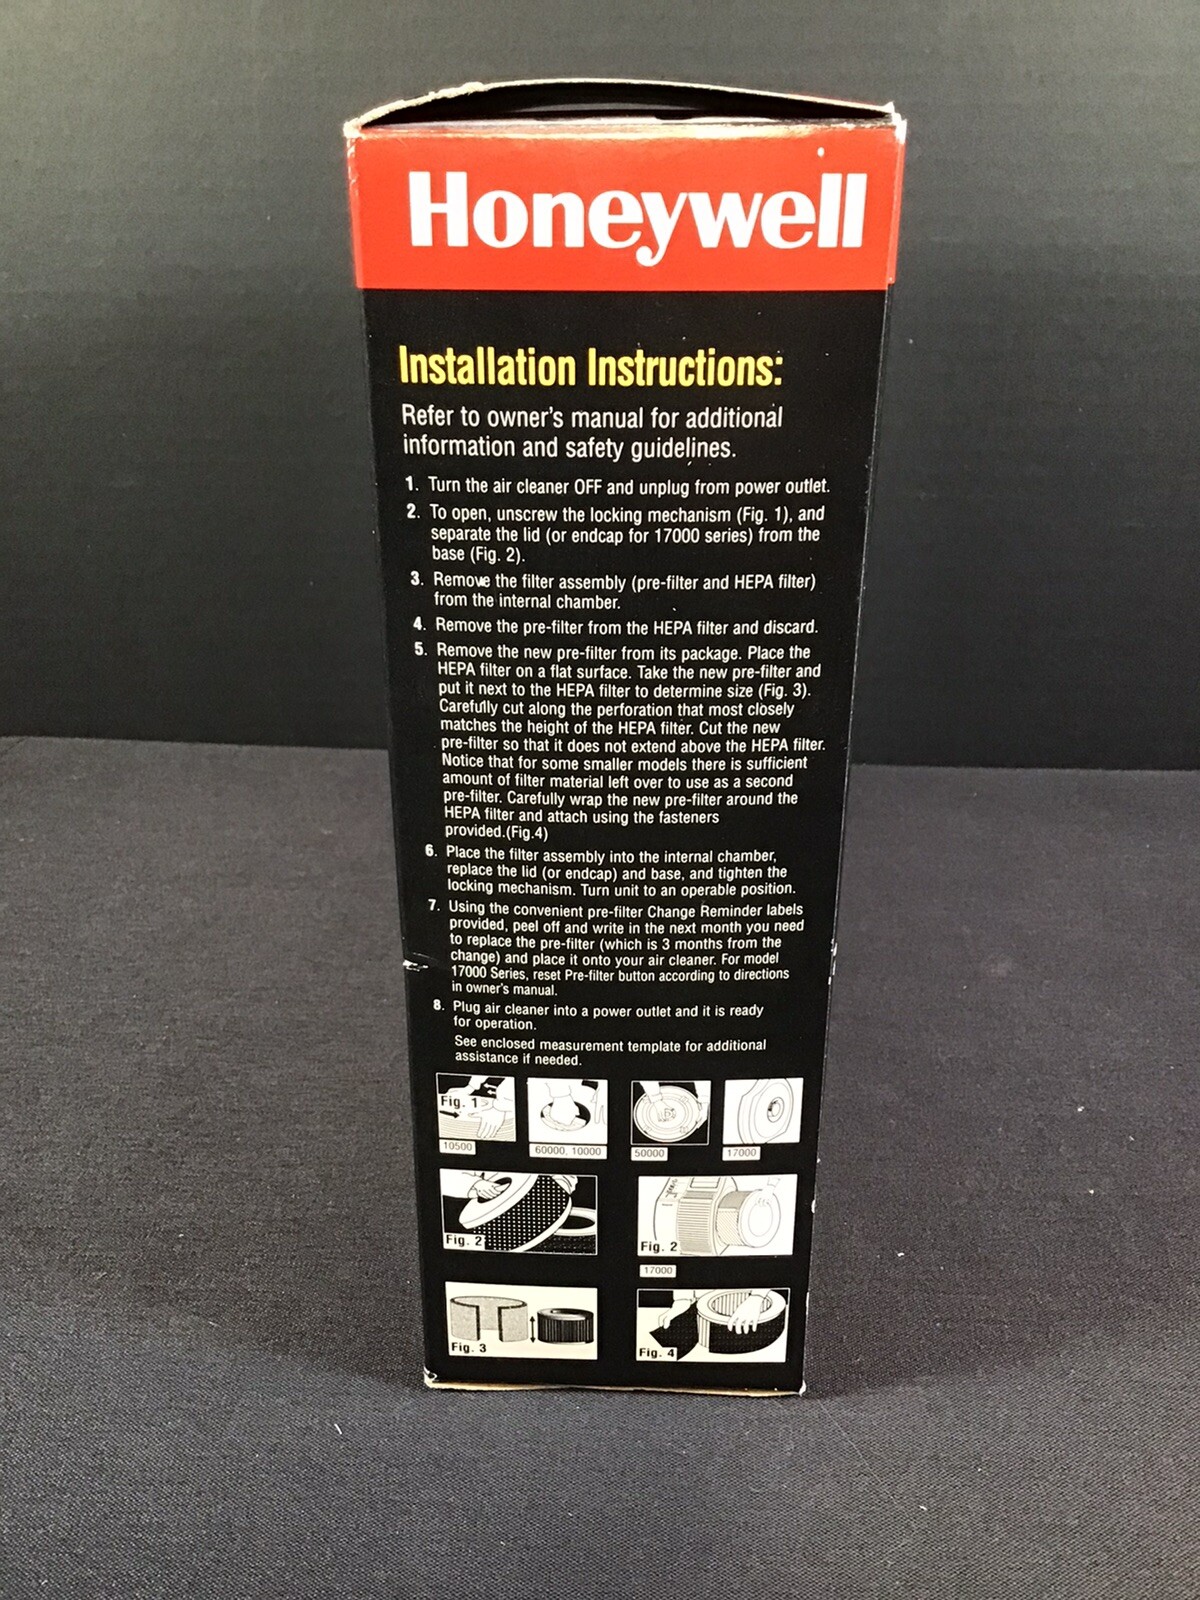 Honeywell
Installation Instructions:
Refer to owner's manual for additional
information and safety guidelines.
1. Turn the air cleaner OFF and unplug from power outlet.
2. To open, unscrew the locking mechanism (Fig. 1), and
separate the lid (or endcap for 17000 series) from the
base (Fig. 2).
3. Remove the filter assembly (pre-filter and HEPA filter)
from the internal chamber.
4. Remove the pre-filter from the HEPA filter and discard.
5. Remove the new pre-filter from its package. Place the
HEPA filter on a flat surface. Take the new pre-filter and
put it next to the HEPA filter to determine size (Fig. 3).
Carefully cut along the perforation that most closely
matches the height of the HEPA filter. Cut the new
pre-filter so that it does not extend above the HEPA filter.
Notice that for some smaller models there is sufficient
amount of filter material left over to use as a second
pre-filter. Carefully wrap the new pre-filter around the
HEPA filter and attach using the fasteners
provided.(Fig.4)
6. Place the filter assembly into the internal chamber,
replace the lid (or endcap) and base, and tighten the
locking mechanism. Turn unit to an operable position.
7. Using the convenient pre-filter Change Reminder labels
provided, peel off and write in the next month you need
to replace the pre-filter (which is 3 months from the
change) and place it onto your air cleaner. For model
17000 Series, reset Pre-filter button according to directions
in owner's manual.
8. Plug air cleaner into a power outlet and it is ready
for operation.
See enclosed measurement template for additional
assistance if needed.
Fig. 1
10500
60000, 10000
50000
17000
Fig. 2
Fig. 2
17000
Fig. 3
Fig. 4